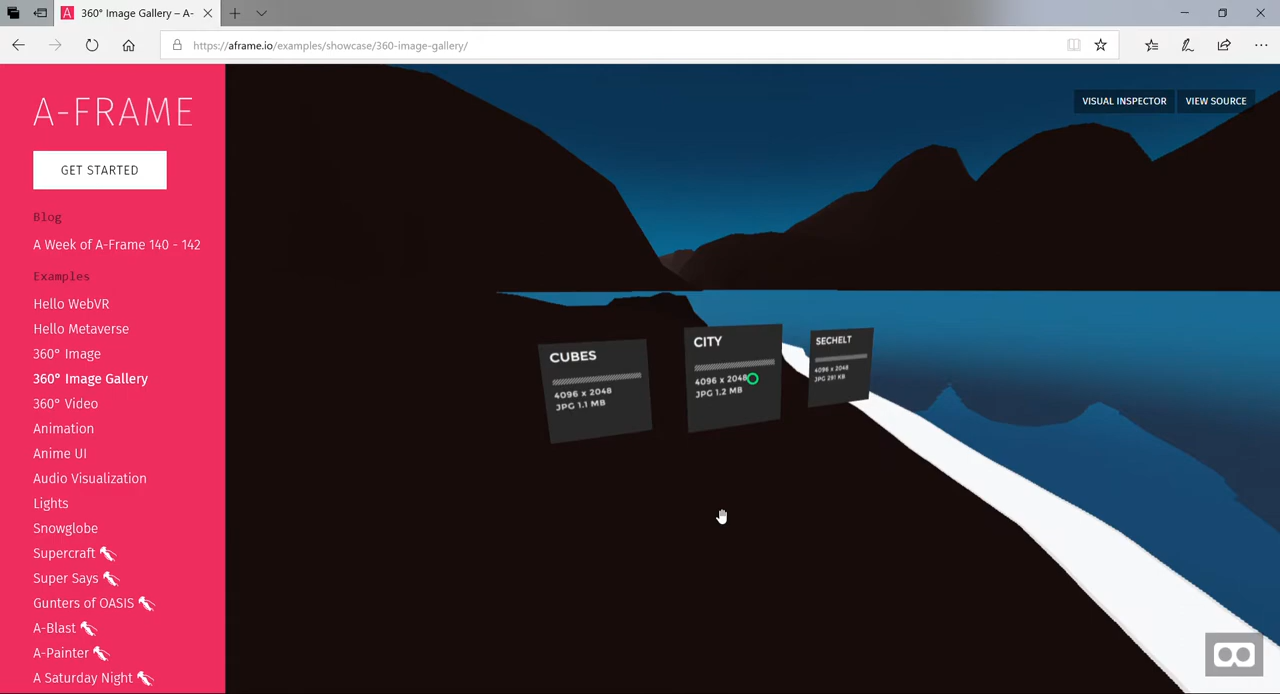 360° Image Gallery – A-
https://aframe.io/examples/showcase/360-image-gallery/
A-FRAME
GET STARTED
Blog
A Week of A-Frame 140 - 142
Examples
Hello WebVR
Hello Metaverse
360° Image
360° Image Gallery
360° Video
Animation
Anime UI
Audio Visualization
Lights
Snowglobe
Supercraft
Super Says
Gunters of OASIS
A-Blast
A-Painter
A Saturday Night
VISUAL INSPECTOR
VIEW SOURCE
CUBES
4096 x 2048
JPG 1.1 MB
CITY
4096 x 2048
JPG 1.2 MB
SECHELT
4096 x 2048
JPG 291 KB